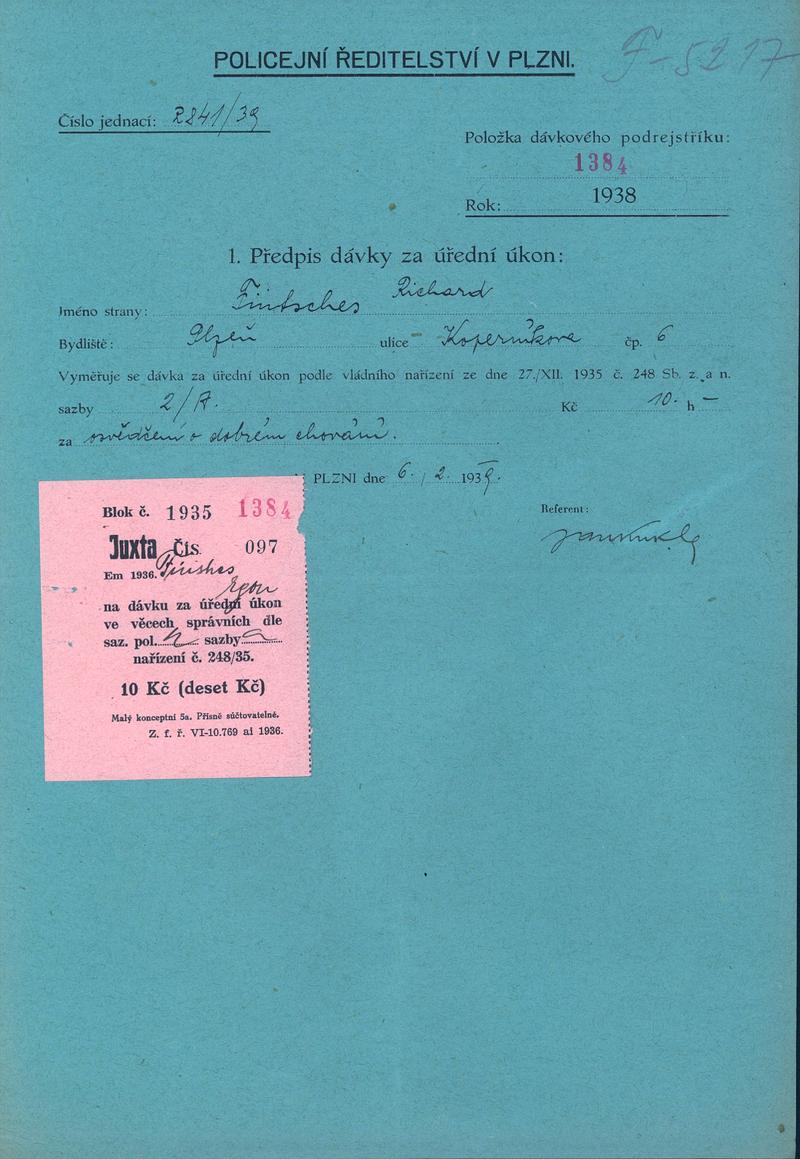 F-5217
POLICEJNÍ ŘEDITELSTVÍ V PLZNI.
Číslo jednací: 2841/39
Položka dávkového podrejstříku:
1384
Rok: 1938
1. Předpis dávky za úřední úkon:
Jméno strany: Richard
Bydliště: Plzeň ulice Koperníkova čp. 6
Vyměřuje se dávka za úřední úkon podle vládního nařízení ze dne 27./XII. 1935 č. 248 Sb. z. a n.
sazby 2/A. Kč 10. h —
za osvědčení o dobrém chování.
PLZNI dne 6. / 2. 1939.
Referent:
Blok č. 1935 1384
Juxta Čís. 097
Em 1936.
Egon
na dávku za úřední úkon
ve věcech správních dle
saz. pol. 2 sazby a
nařízení č. 248/35.
10 Kč (deset Kč)
Malý konceptní 5a. Přísně súčtovatelné.
Z. f. ř. VI-10.769 ai 1936.